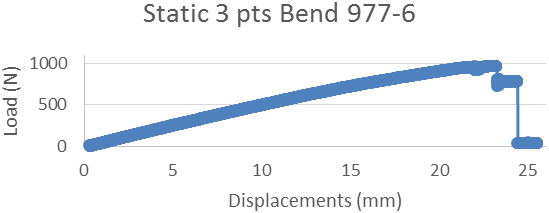 Static 3 pts Bend 977-6
Load (N)
1000
500
0
0 5 10 15 20 25
Displacements (mm)